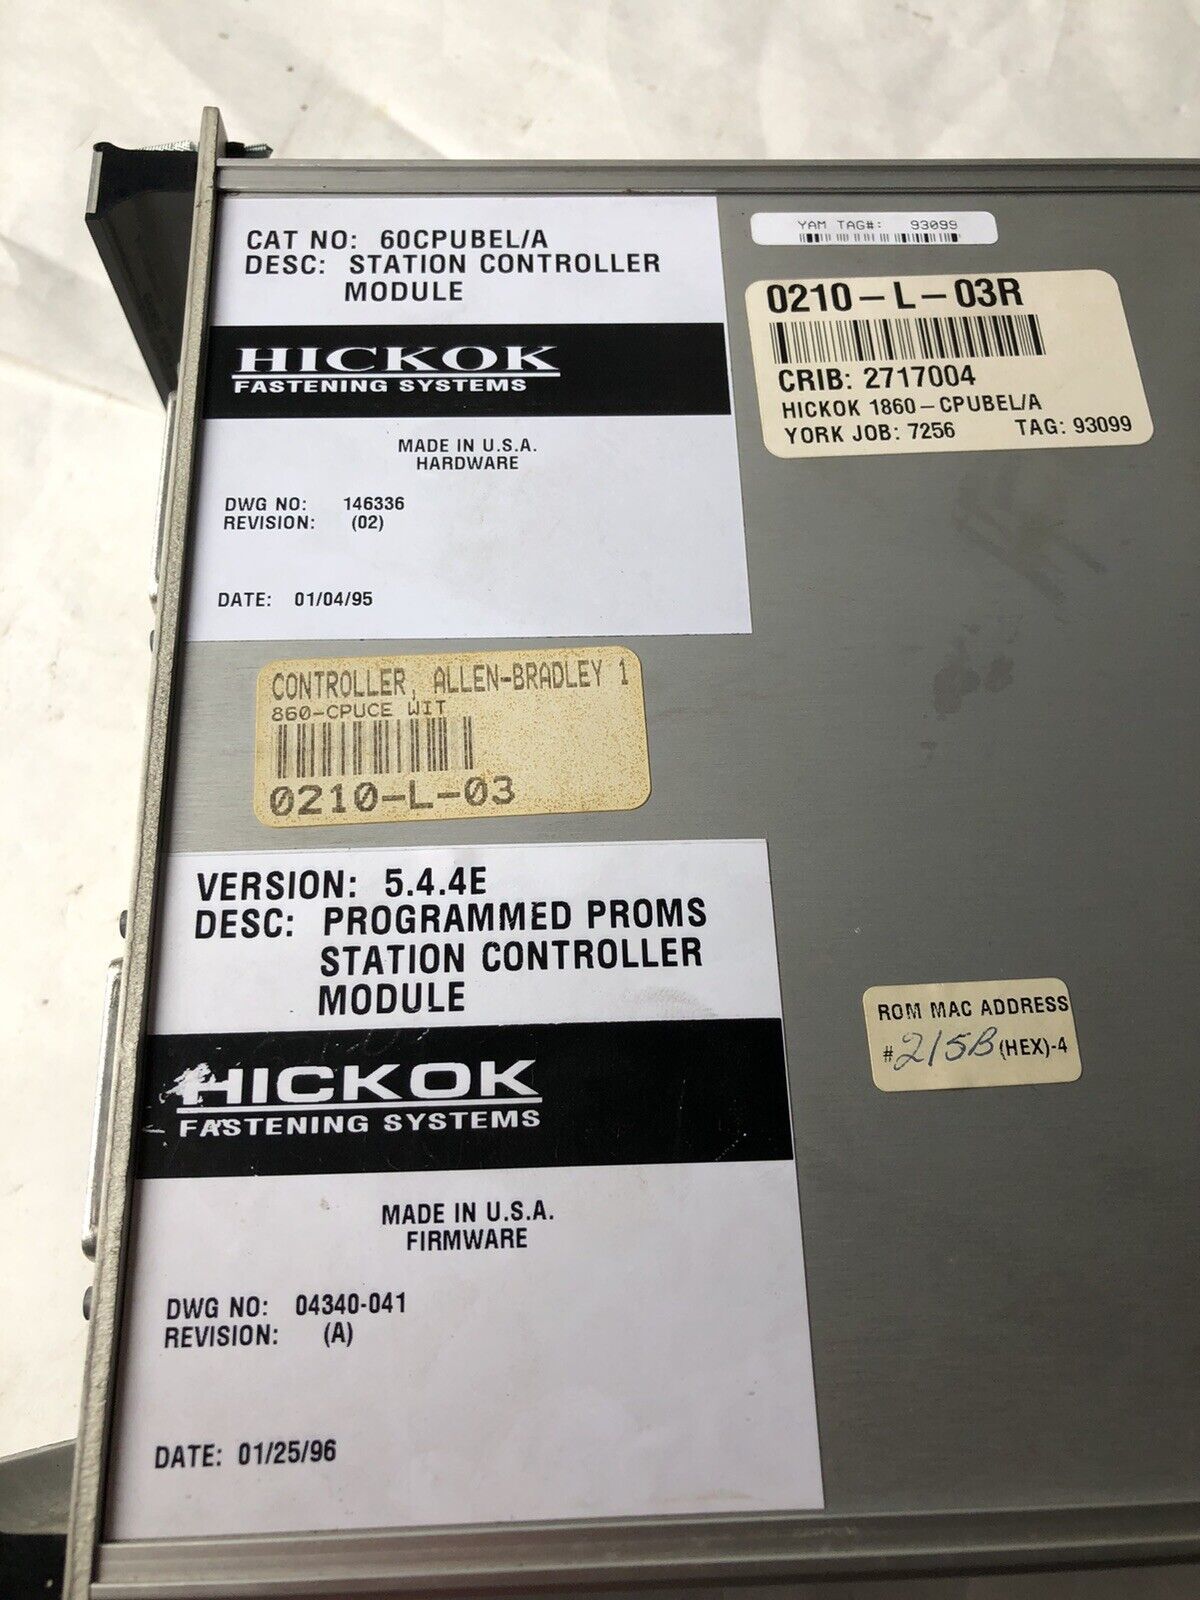 CAT NO: 60CPUBEL/A
DESC: STATION CONTROLLER
MODULE
HICKOK
FASTENING SYSTEMS
MADE IN U.S.A.
HARDWARE
DWG NO: 146336
REVISION: (02)
DATE: 01/04/95
YAM TAG#: 93099
0210-L-03R
CRIB: 2717004
HICKOK 1860-CPUBEL/A
YORK JOB: 7256 TAG: 93099
CONTROLLER, ALLEN-BRADLEY 1
860-CPUCE WIT
0210-L-03
VERSION: 5.4.4E
DESC: PROGRAMMED PROMS
STATION CONTROLLER
MODULE
HICKOK
FASTENING SYSTEMS
MADE IN U.S.A.
FIRMWARE
DWG NO: 04340-041
REVISION: (A)
DATE: 01/25/96
ROM MAC ADDRESS
# 215B (HEX)-4